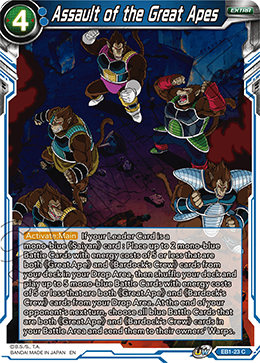 4
Assault of the Great Apes
EXTRA
Activate:Main If your Leader Card is a
mono-blue ⟨Saiyan⟩ card : Place up to 2 mono-blue
Battle Cards with energy costs of 5 or less that are
both ⟨Great Ape⟩ and ⟨Bardock's Crew⟩ cards from
your deck in your Drop Area, then shuffle your deck and
play up to 5 mono-blue Battle Cards with energy costs
of 5 or less that are both ⟨Great Ape⟩ and ⟨Bardock's
Crew⟩ cards from your Drop Area. At the end of your
opponent's next turn, choose all blue Battle Cards that
are both ⟨Great Ape⟩ and ⟨Bardock's Crew⟩ cards in
your Battle Area and send them to their owners' Warps.
©B.S./S., T.A.
BANDAI MADE IN JAPAN EN
EB1-23 C